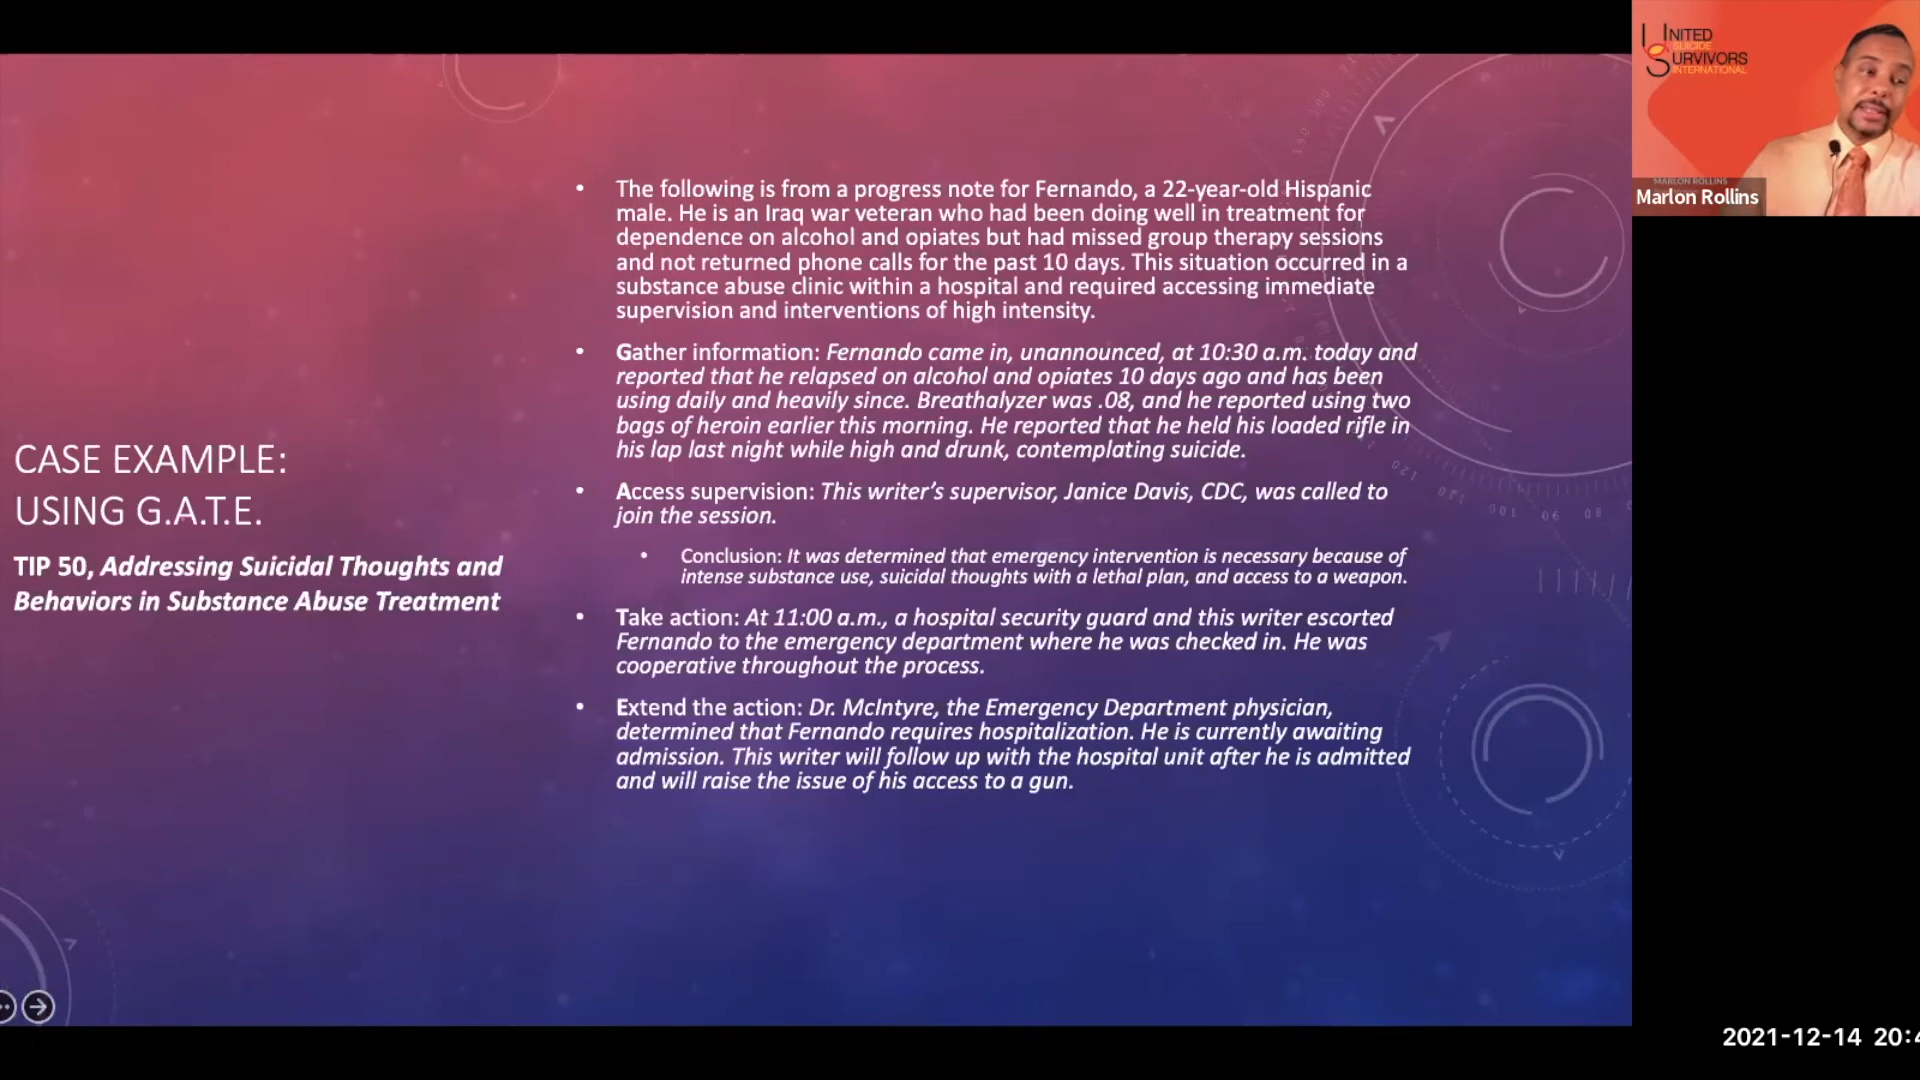 CASE EXAMPLE:
USING G.A.T.E.
TIP 50, Addressing Suicidal Thoughts and
Behaviors in Substance Abuse Treatment
• The following is from a progress note for Fernando, a 22-year-old Hispanic
male. He is an Iraq war veteran who had been doing well in treatment for
dependence on alcohol and opiates but had missed group therapy sessions
and not returned phone calls for the past 10 days. This situation occurred in a
substance abuse clinic within a hospital and required accessing immediate
supervision and interventions of high intensity.
• Gather information: Fernando came in, unannounced, at 10:30 a.m. today and
reported that he relapsed on alcohol and opiates 10 days ago and has been
using daily and heavily since. Breathalyzer was .08, and he reported using two
bags of heroin earlier this morning. He reported that he held his loaded rifle in
his lap last night while high and drunk, contemplating suicide.
• Access supervision: This writer’s supervisor, Janice Davis, CDC, was called to
join the session.
• Conclusion: It was determined that emergency intervention is necessary because of
intense substance use, suicidal thoughts with a lethal plan, and access to a weapon.
• Take action: At 11:00 a.m., a hospital security guard and this writer escorted
Fernando to the emergency department where he was checked in. He was
cooperative throughout the process.
• Extend the action: Dr. McIntyre, the Emergency Department physician,
determined that Fernando requires hospitalization. He is currently awaiting
admission. This writer will follow up with the hospital unit after he is admitted
and will raise the issue of his access to a gun.
UNITED
SUICIDE
SURVIVORS
INTERNATIONAL
MARLON ROLLINS
Marlon Rollins
2021-12-14 20:4